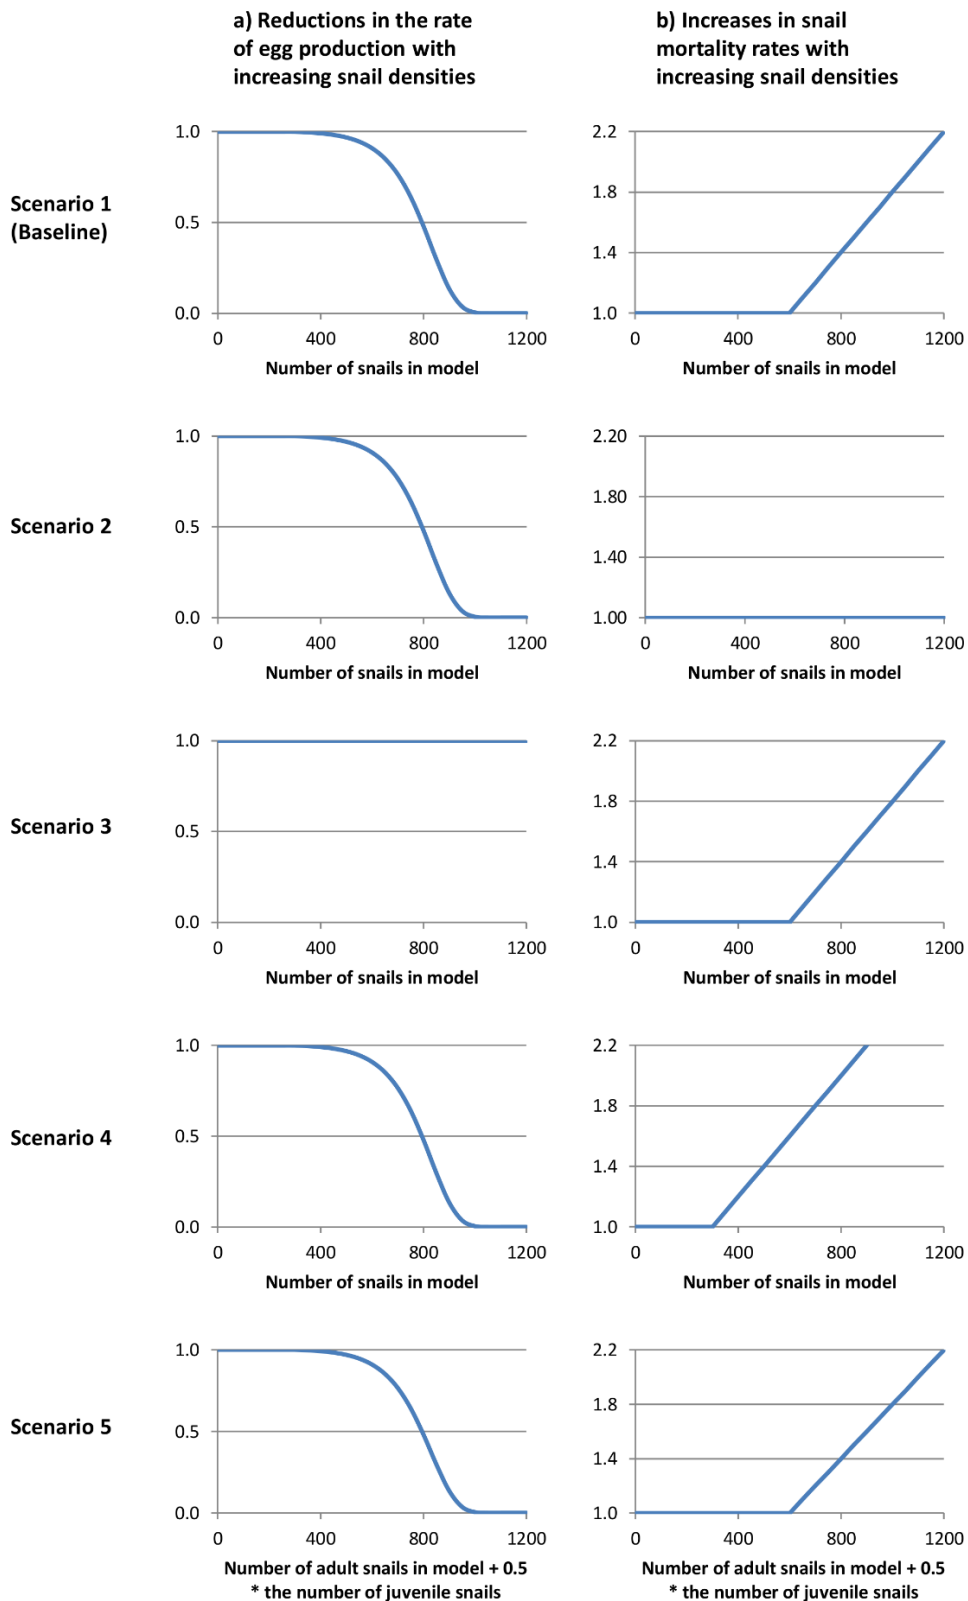 a) Reductions in the rate
of egg production with
increasing snail densities
b) Increases in snail
mortality rates with
increasing snail densities
Scenario 1
(Baseline)
1.0
0.5
0.0
0 400 800 1200
Number of snails in model
2.2
1.8
1.4
1.0
0 400 800 1200
Number of snails in model
Scenario 2
1.0
0.5
0.0
0 400 800 1200
Number of snails in model
2.20
1.80
1.40
1.00
0 400 800 1200
Number of snails in model
Scenario 3
1.0
0.5
0.0
0 400 800 1200
Number of snails in model
2.2
1.8
1.4
1.0
0 400 800 1200
Number of snails in model
Scenario 4
1.0
0.5
0.0
0 400 800 1200
Number of snails in model
2.2
1.8
1.4
1.0
0 400 800 1200
Number of snails in model
Scenario 5
1.0
0.5
0.0
0 400 800 1200
Number of adult snails in model + 0.5
* the number of juvenile snails
2.2
1.8
1.4
1.0
0 400 800 1200
Number of adult snails in model + 0.5
* the number of juvenile snails